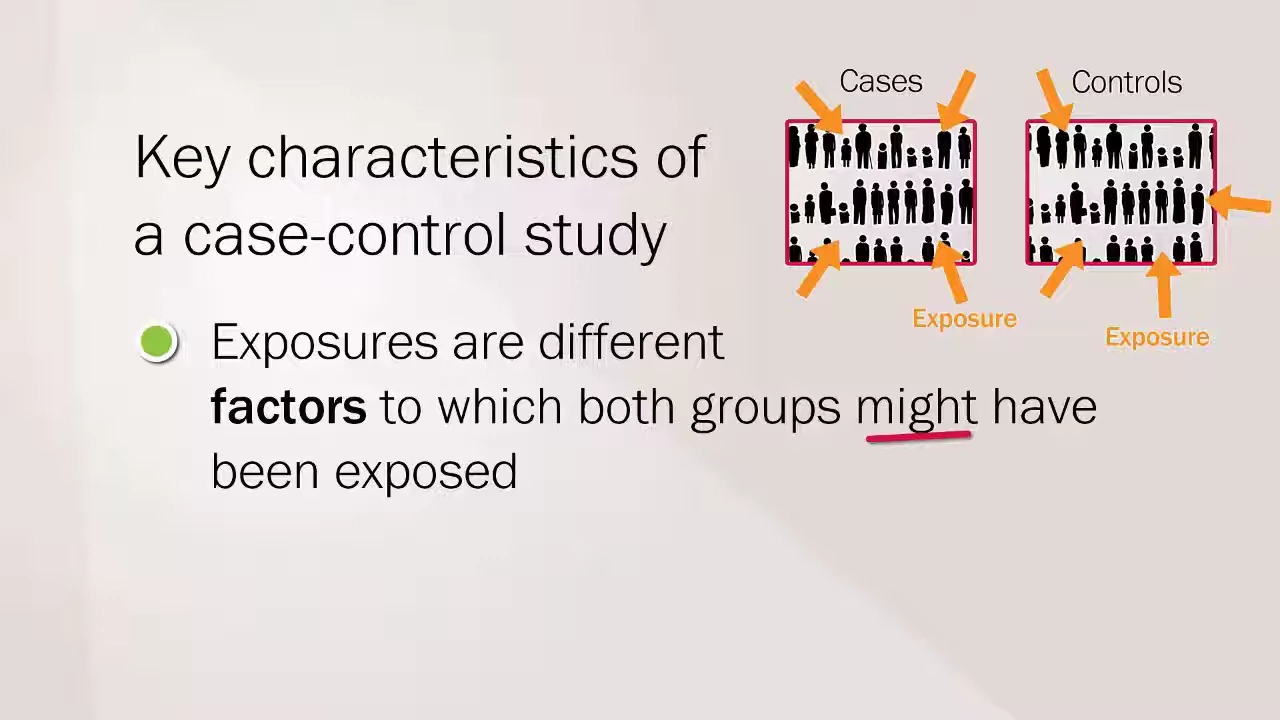 Cases
Controls
Key characteristics of
a case-control study
Exposure
Exposure
Exposures are different
factors to which both groups might have
been exposed